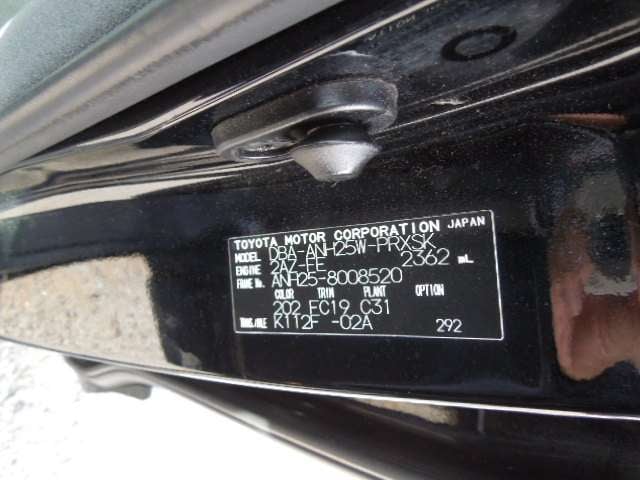 TOYOTA MOTOR CORPORATION JAPAN
MODEL DBA-ANH25W-PRXSK
ENGINE 2AZ-FE 2362 mL
FRAME No. ANH25-8008520
COLOR TRIM PLANT OPTION
202 FC19 C31
TRANS/AXLE K112F -02A 292